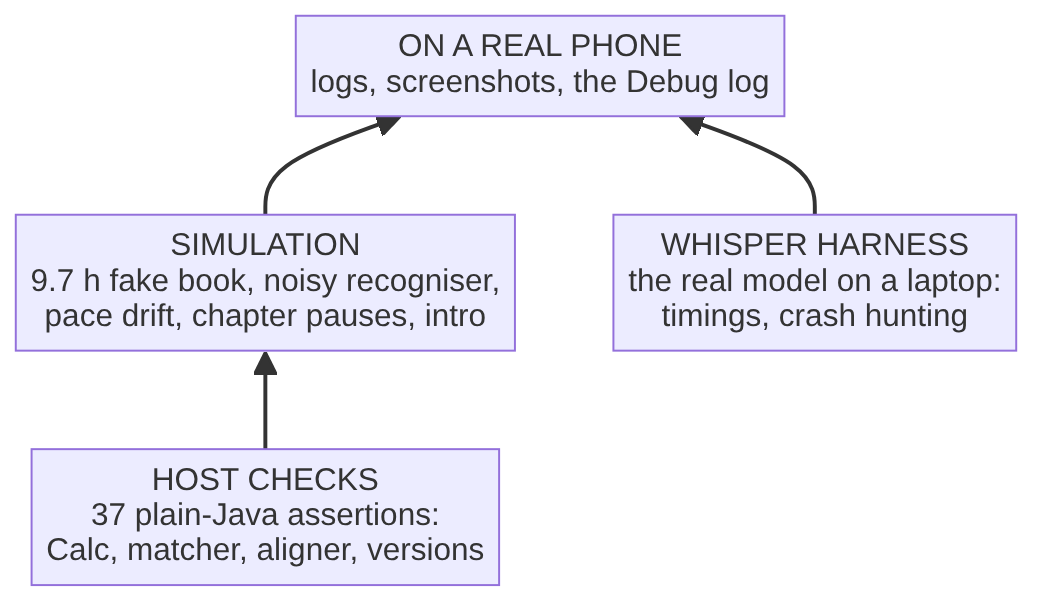 ON A REAL PHONE
logs, screenshots, the Debug log
SIMULATION
9.7 h fake book, noisy recogniser,
pace drift, chapter pauses, intro
WHISPER HARNESS
the real model on a laptop:
timings, crash hunting
HOST CHECKS
37 plain-Java assertions:
Calc, matcher, aligner, versions